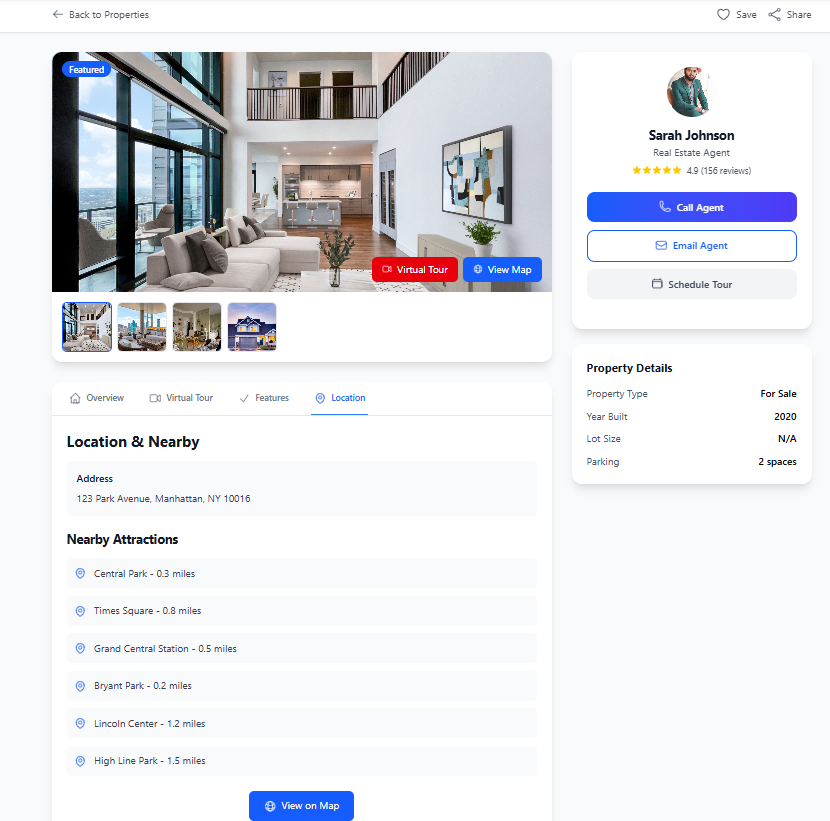 Back to Properties
Save
Share
Featured
Virtual Tour
View Map
Overview
Virtual Tour
Features
Location
Location & Nearby
Address
123 Park Avenue, Manhattan, NY 10016
Nearby Attractions
Central Park - 0.3 miles
Times Square - 0.8 miles
Grand Central Station - 0.5 miles
Bryant Park - 0.2 miles
Lincoln Center - 1.2 miles
High Line Park - 1.5 miles
View on Map
Sarah Johnson
Real Estate Agent
4.9 (156 reviews)
Call Agent
Email Agent
Schedule Tour
Property Details
Property Type For Sale
Year Built 2020
Lot Size N/A
Parking 2 spaces